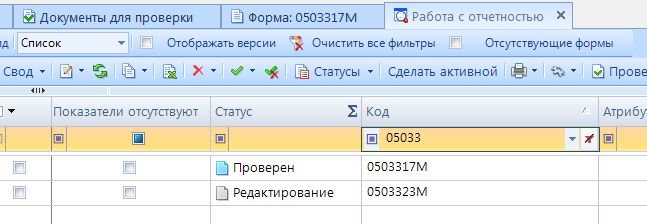 Документы для проверки Форма: 0503317М Работа с отчетностью
ид Список Отображать версии Очистить все фильтры Отсутствующие формы
Свод Статусы Сделать активной Прове
Показатели отсутствуют Статус Σ Код Атрибу
05033
Проверен 0503317М
Редактирование 0503323М